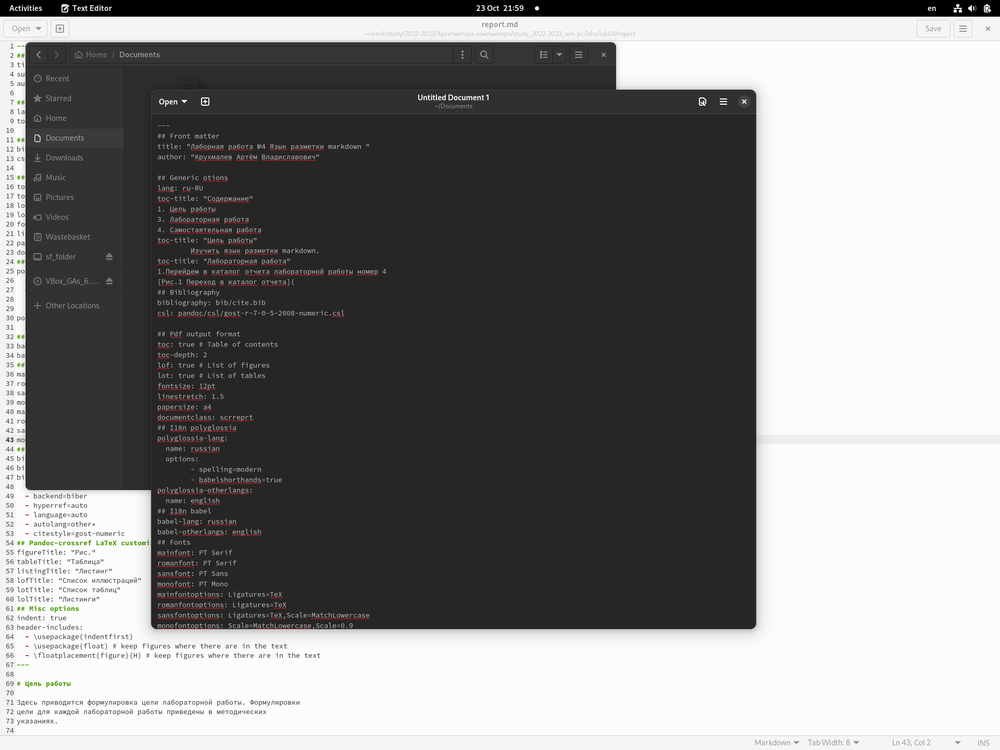 Activities
Text Editor
23 Oct 21:59
en
Open
report.md
~/work/study/2022-2023/Архитектура компьютера/study_2022-2023_arh-pc/labs/lab04/report
Save
Home / Documents
Recent
Starred
Home
Documents
Downloads
Music
Pictures
Videos
Wastebasket
sf_folder
VBox_GAs_6....
Other Locations
Open
Untitled Document 1
~/Documents
---
## Front matter
title: "Лаборная работа №4 Язык разметки markdown "
author: "Крухмалев Артём Владиславович"
## Generic otions
lang: ru-RU
toc-title: "Содержание"
1. Цель работы
3. Лабораторная работа
4. Самостаятельная работа
toc-title: "Цель работы"
Изучить язык разметки markdown.
toc-title: "Лабораторная работа"
1.Перейдем в каталог отчета лабораторной работы номер 4
[Рис.1 Переход в каталог отчета](
## Bibliography
bibliography: bib/cite.bib
csl: pandoc/csl/gost-r-7-0-5-2008-numeric.csl
## Pdf output format
toc: true # Table of contents
toc-depth: 2
lof: true # List of figures
lot: true # List of tables
fontsize: 12pt
linestretch: 1.5
papersize: a4
documentclass: scrreprt
## I18n polyglossia
polyglossia-lang:
name: russian
options:
- spelling=modern
- babelshorthands=true
polyglossia-otherlangs:
name: english
## I18n babel
babel-lang: russian
babel-otherlangs: english
## Fonts
mainfont: PT Serif
romanfont: PT Serif
sansfont: PT Sans
monofont: PT Mono
mainfontoptions: Ligatures=TeX
romanfontoptions: Ligatures=TeX
sansfontoptions: Ligatures=TeX,Scale=MatchLowercase
monofontoptions: Scale=MatchLowercase,Scale=0.9
1 --
2 ##
3 ti
4 su
5 au
6
7 ##
8 la
9 to
10
11 ##
12 bi
13 cs
14
15 ##
16 to
17 to
18 lo
19 lo
20 fo
21 li
22 pa
23 do
24 ##
25 po
26
27
28
29
30 po
31
32 ##
33 ba
34 ba
35 ##
36 ma
37 ro
38 sa
39 mo
40 ma
41 ro
42 sa
43 mo
44 ##
45 bi
46 bi
47 bi
48
49 - backend=biber
50 - hyperref=auto
51 - language=auto
52 - autolang=other*
53 - citestyle=gost-numeric
54 ## Pandoc-crossref LaTeX customi
55 figureTitle: "Рис."
56 tableTitle: "Таблица"
57 listingTitle: "Листинг"
58 lofTitle: "Список иллюстраций"
59 lotTitle: "Список таблиц"
60 lolTitle: "Листинги"
61 ## Misc options
62 indent: true
63 header-includes:
64 - \usepackage{indentfirst}
65 - \usepackage{float} # keep figures where there are in the text
66 - \floatplacement{figure}{H} # keep figures where there are in the text
67 ---
68
69 # Цель работы
70
71 Здесь приводится формулировка цели лабораторной работы. Формулировки
72 цели для каждой лабораторной работы приведены в методических
73 указаниях.
74
Markdown
Tab Width: 8
Ln 43, Col 2
INS